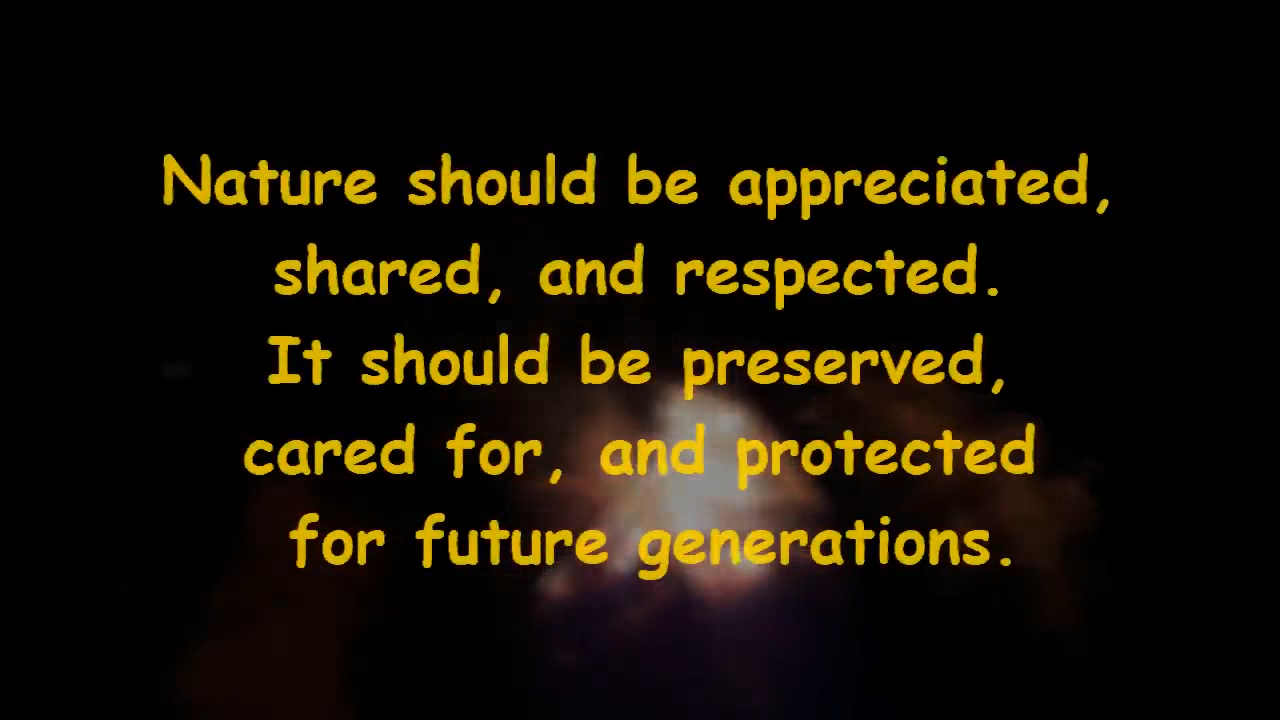 Nature should be appreciated,
shared, and respected.
It should be preserved,
cared for, and protected
for future generations.